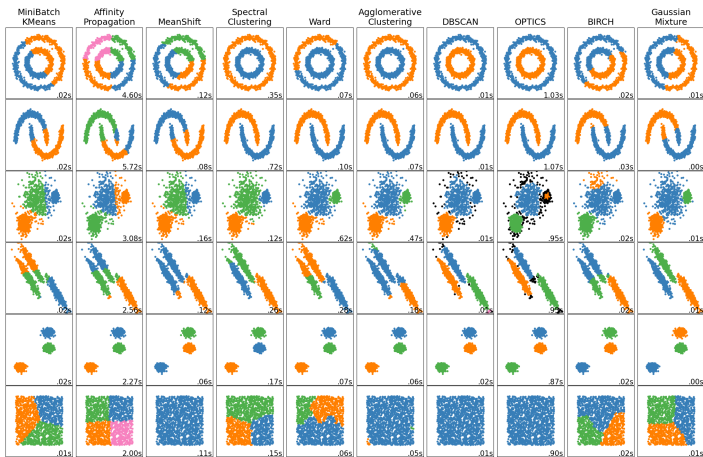 MiniBatch KMeans
Affinity Propagation
MeanShift
Spectral Clustering
Ward
Agglomerative Clustering
DBSCAN
OPTICS
BIRCH
Gaussian Mixture
.02s 4.60s .12s .35s .07s .06s .01s 1.03s .02s .01s
.02s 5.72s .08s .72s .10s .07s .01s 1.07s .03s .00s
.02s 3.08s .16s .12s .62s .47s .01s .95s .02s .01s
.02s 2.56s .12s .26s .26s .16s .01s .02s .01s
.02s 2.27s .06s .17s .07s .06s .02s .87s .02s .00s
.01s 2.00s .11s .15s .06s .05s .01s .90s .02s .01s